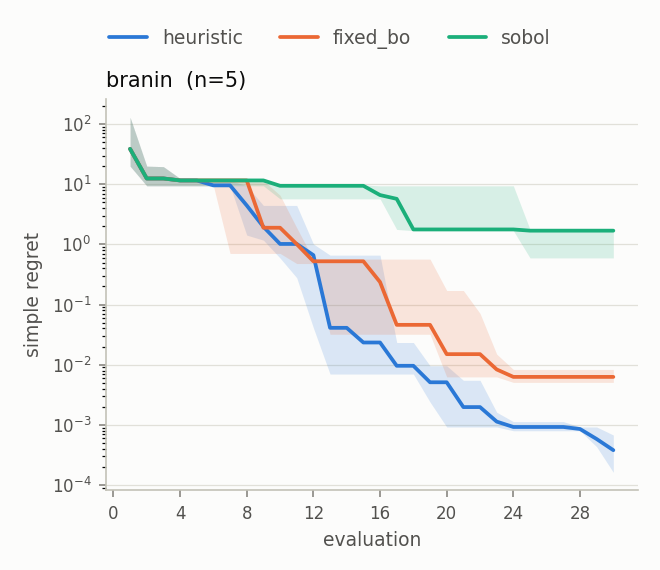 heuristic fixed_bo sobol
branin (n=5)
10²
10¹
10⁰
10⁻¹
10⁻²
10⁻³
10⁻⁴
simple regret
0 4 8 12 16 20 24 28
evaluation